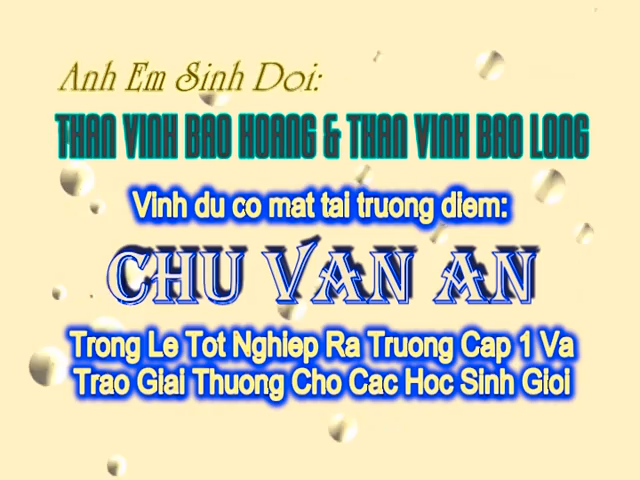 Anh Em Sinh Doi:
THAN VINH BAO HOANG & THAN VINH BAO LONG
Vinh du co mat tai truong diem:
CHU VAN AN
Trong Le Tot Nghiep Ra Truong Cap 1 Va
Trao Giai Thuong Cho Cac Hoc Sinh Gioi